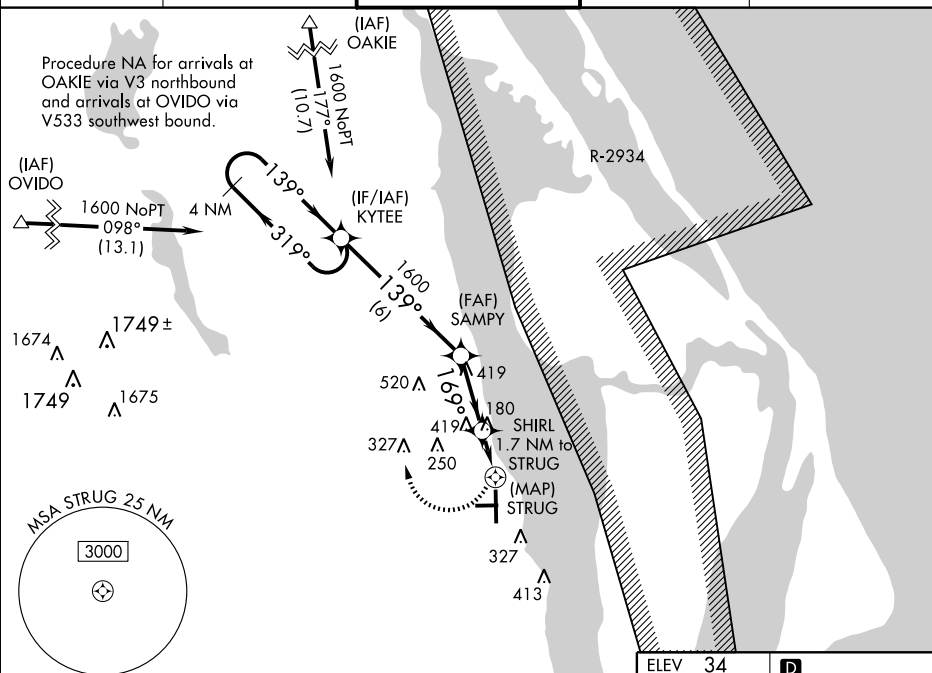 (IAF)
OAKIE
Procedure NA for arrivals at
OAKIE via V3 northbound
and arrivals at OVIDO via
V533 southwest bound.
1600 NoPT
177°
(10.7)
R-2934
(IAF)
OVIDO
1600 NoPT
098°
(13.1)
4 NM
139°
319°
(IF/IAF)
KYTEE
1600
139°
(6)
(FAF)
SAMPY
1749±
1674
1749
1675
419
520
169°
180
419
SHIRL
1.7 NM to
STRUG
327
250
(MAP)
STRUG
MSA STRUG 25 NM
3000
327
413
ELEV 34
D